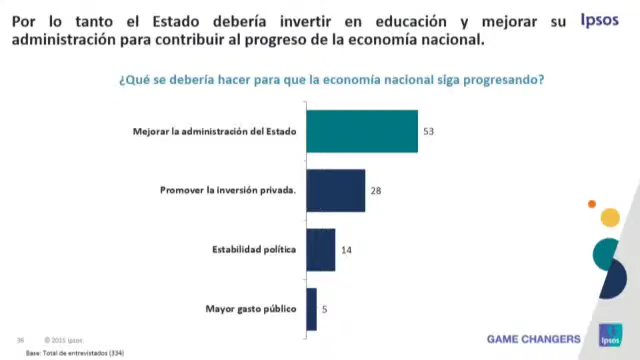 Por lo tanto el Estado debería invertir en educación y mejorar su
administración para contribuir al progreso de la economía nacional.
Ipsos
¿Qué se debería hacer para que la economía nacional siga progresando?
Mejorar la administración del Estado
53
Promover la inversión privada.
28
Estabilidad política
14
Mayor gasto público
5
36 © 2015 Ipsos.
GAME CHANGERS
Ipsos
Base: Total de entrevistados (334)